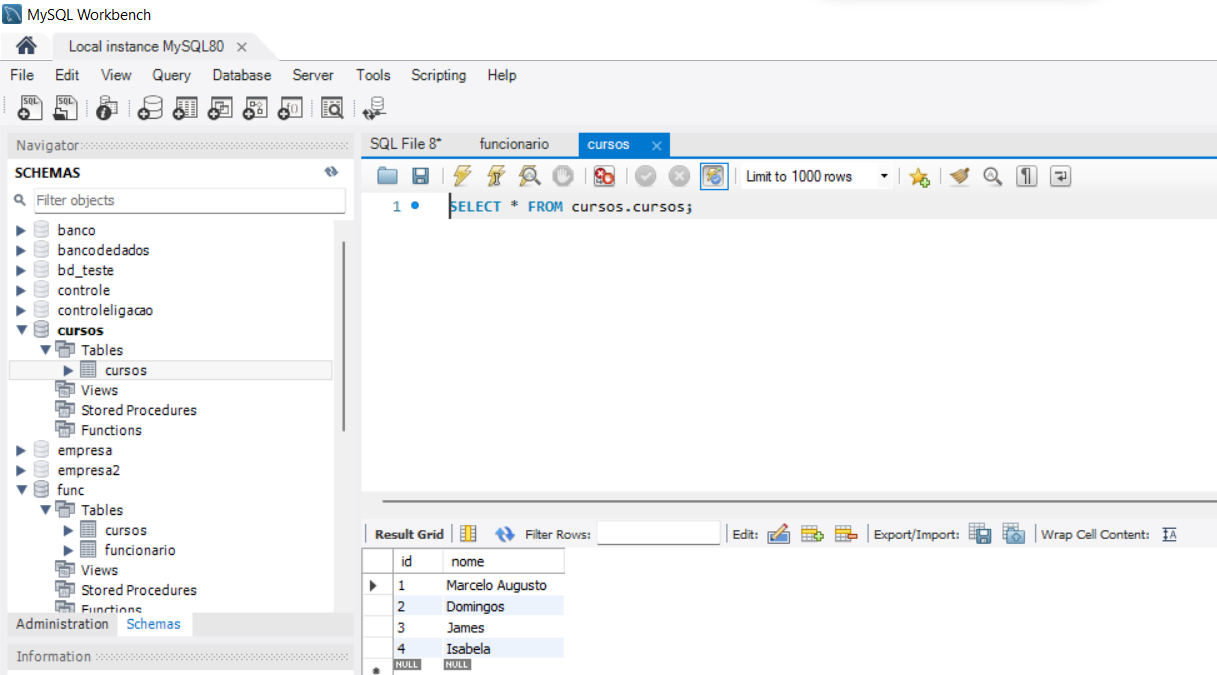 MySQL Workbench
Local instance MySQL80
File Edit View Query Database Server Tools Scripting Help
SQL SQL
Navigator
SCHEMAS
Filter objects
banco
bancodedados
bd_teste
controle
controleligacao
cursos
Tables
cursos
Views
Stored Procedures
Functions
empresa
empresa2
func
Tables
cursos
funcionario
Views
Stored Procedures
Functions
Administration Schemas
Information
SQL File 8* funcionario cursos
Limit to 1000 rows
1 SELECT * FROM cursos.cursos;
Result Grid Filter Rows: Edit: Export/Import: Wrap Cell Content:
id nome
1 Marcelo Augusto
2 Domingos
3 James
4 Isabela
NULL NULL